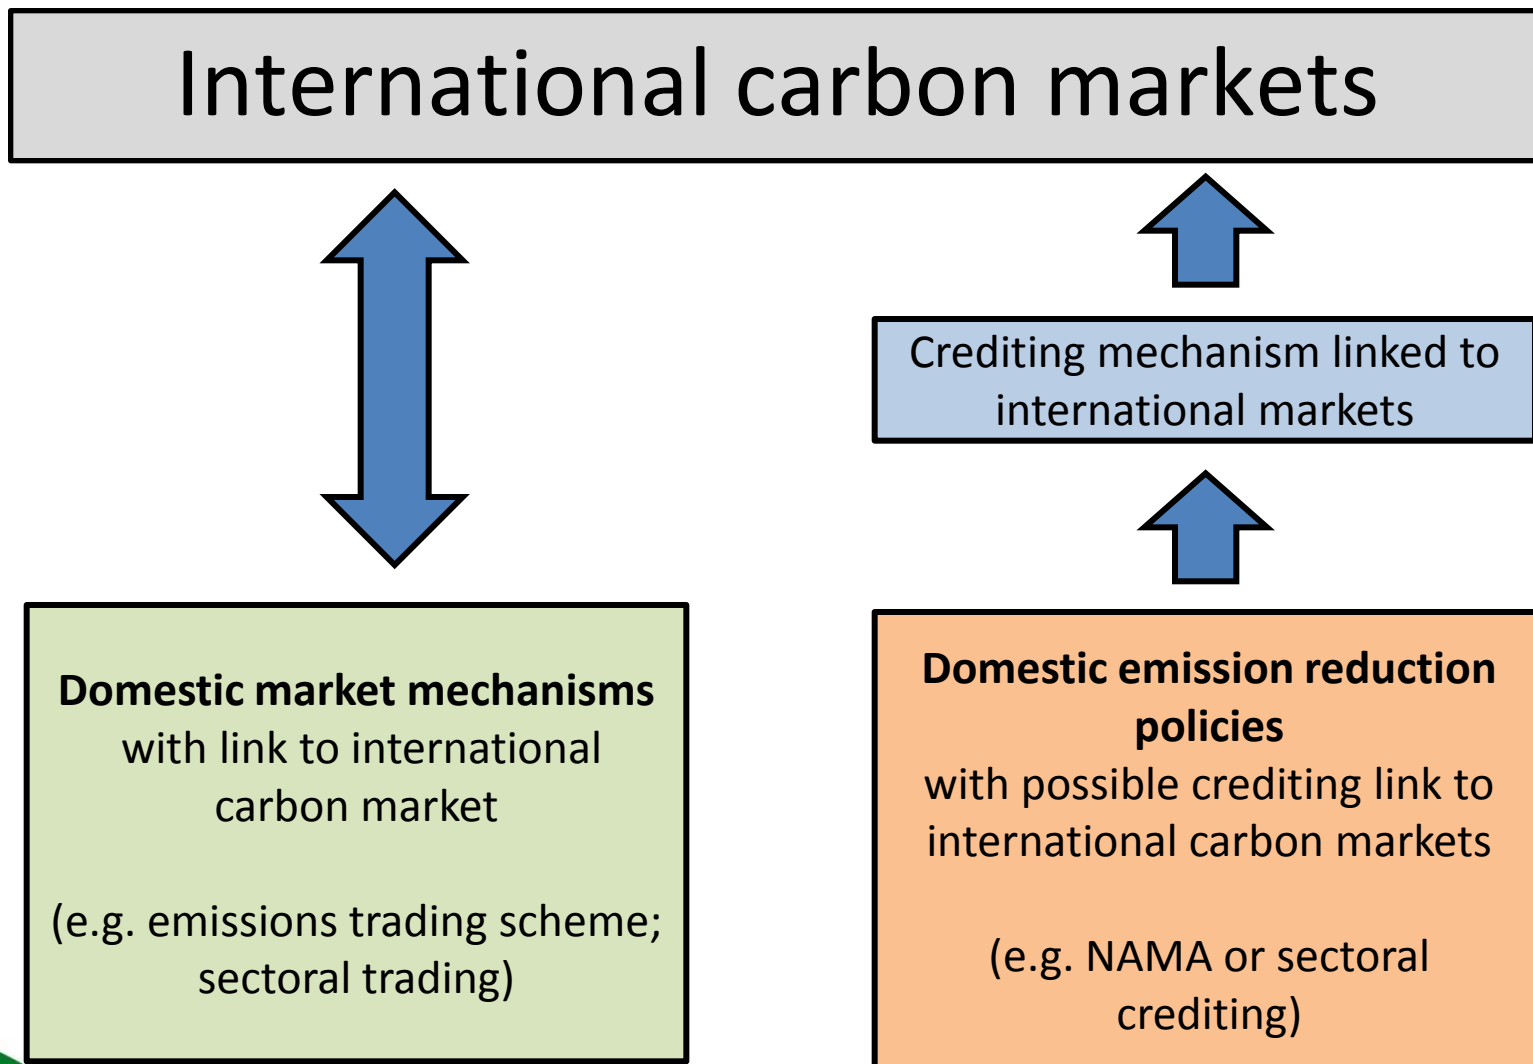 International carbon markets
Crediting mechanism linked to
international markets
Domestic market mechanisms
with link to international
carbon market
(e.g. emissions trading scheme;
sectoral trading)
Domestic emission reduction
policies
with possible crediting link to
international carbon markets
(e.g. NAMA or sectoral
crediting)